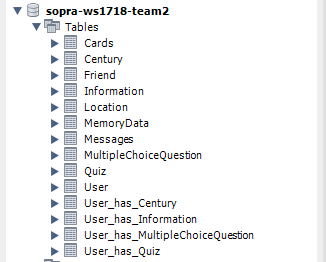 sopra-ws1718-team2
Tables
Cards
Century
Friend
Information
Location
MemoryData
Messages
MultipleChoiceQuestion
Quiz
User
User_has_Century
User_has_Information
User_has_MultipleChoiceQuestion
User_has_Quiz